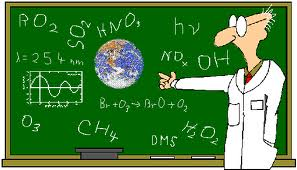 RO₂
SO₂
HNO₃
hν
λ = 254 nm
NOₓ
OH
Br+O₃→BrO+O₂
O₃
CH₄
DMS
H₂O₂